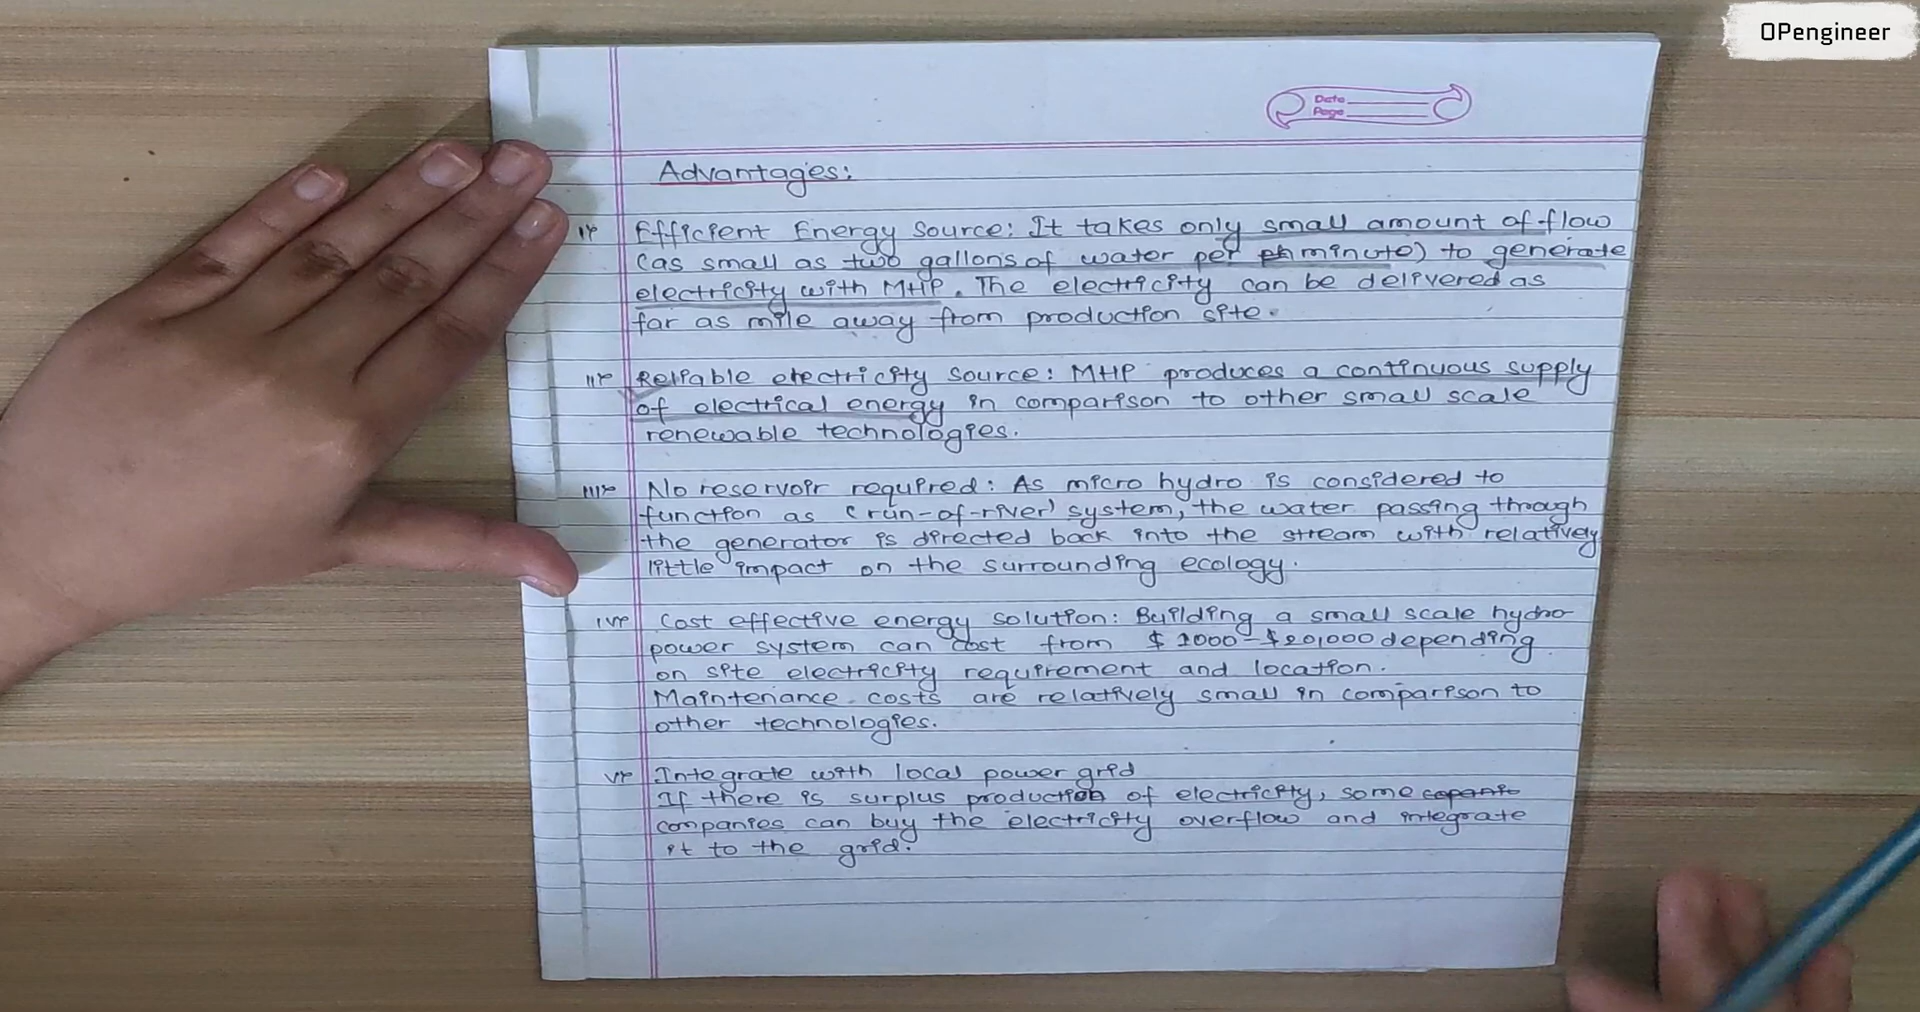 OPengineer
Date
Page
Advantages:
i) Efficient Energy Source: It takes only small amount of flow
(as small as two gallons of water per minute) to generate
electricity with MHP. The electricity can be delivered as
far as mile away from production site.
ii) Reliable electricity source: MHP produces a continuous supply
of electrical energy in comparison to other small scale
renewable technologies.
iii) No reservoir required: As micro hydro is considered to
function as 'run-of-river' system, the water passing through
the generator is directed back into the stream with relatively
little impact on the surrounding ecology.
iv) Cost effective energy solution: Building a small scale hydro
power system can cost from $ 1000 - $20,000 depending
on site electricity requirement and location.
Maintenance costs are relatively small in comparison to
other technologies.
v) Integrate with local power grid
If there is surplus production of electricity, some
companies can buy the electricity overflow and integrate
it to the grid.